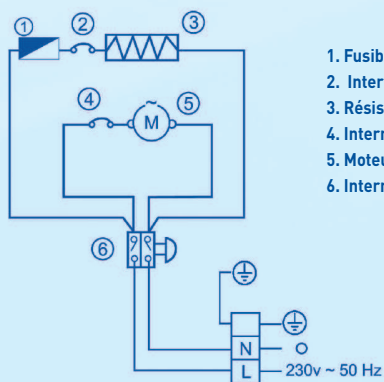 1 2 3
4 ~ M 5
6
1. Fusib
2. Inter
3. Résis
4. Interr
5. Moteu
6. Interr
N
L 230v ~ 50 Hz